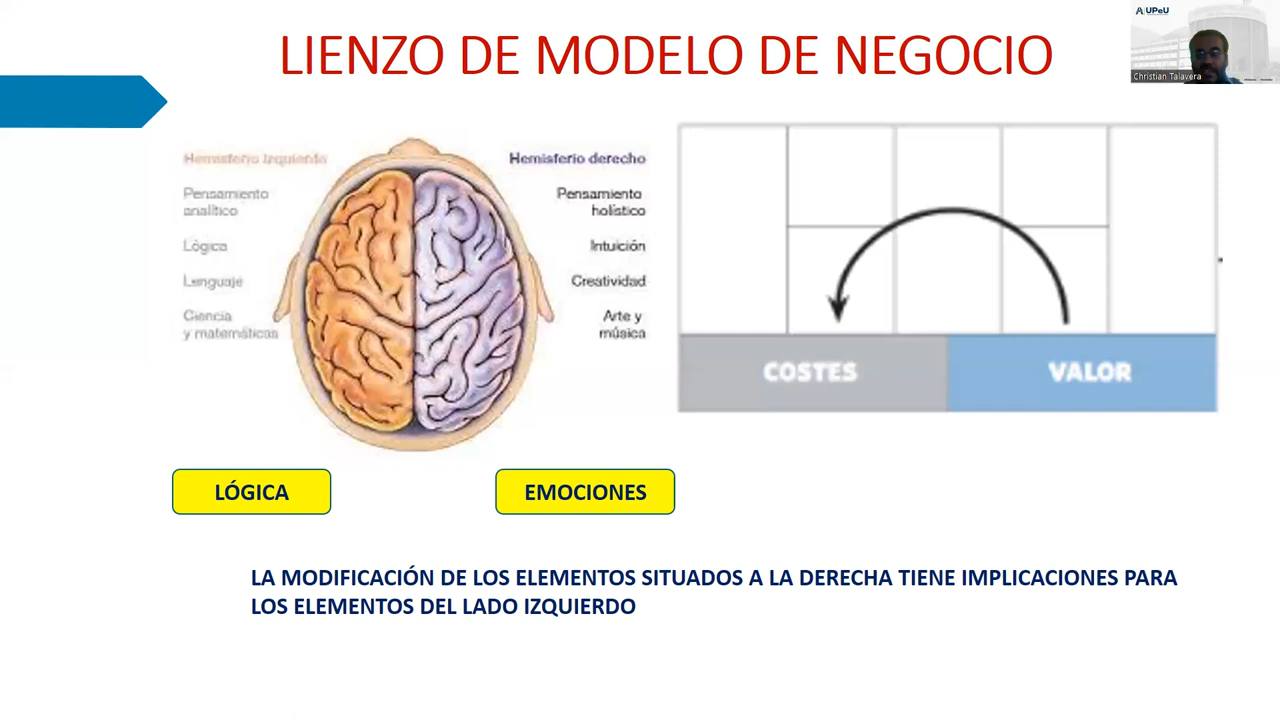 LIENZO DE MODELO DE NEGOCIO
UPeU
Christian Talavera
Hemisferio izquierdo
Pensamiento
analítico
Lógica
Lenguaje
Ciencia
y matemáticas
Hemisferio derecho
Pensamiento
holístico
Intuición
Creatividad
Arte y
música
COSTES
VALOR
LÓGICA
EMOCIONES
LA MODIFICACIÓN DE LOS ELEMENTOS SITUADOS A LA DERECHA TIENE IMPLICACIONES PARA
LOS ELEMENTOS DEL LADO IZQUIERDO